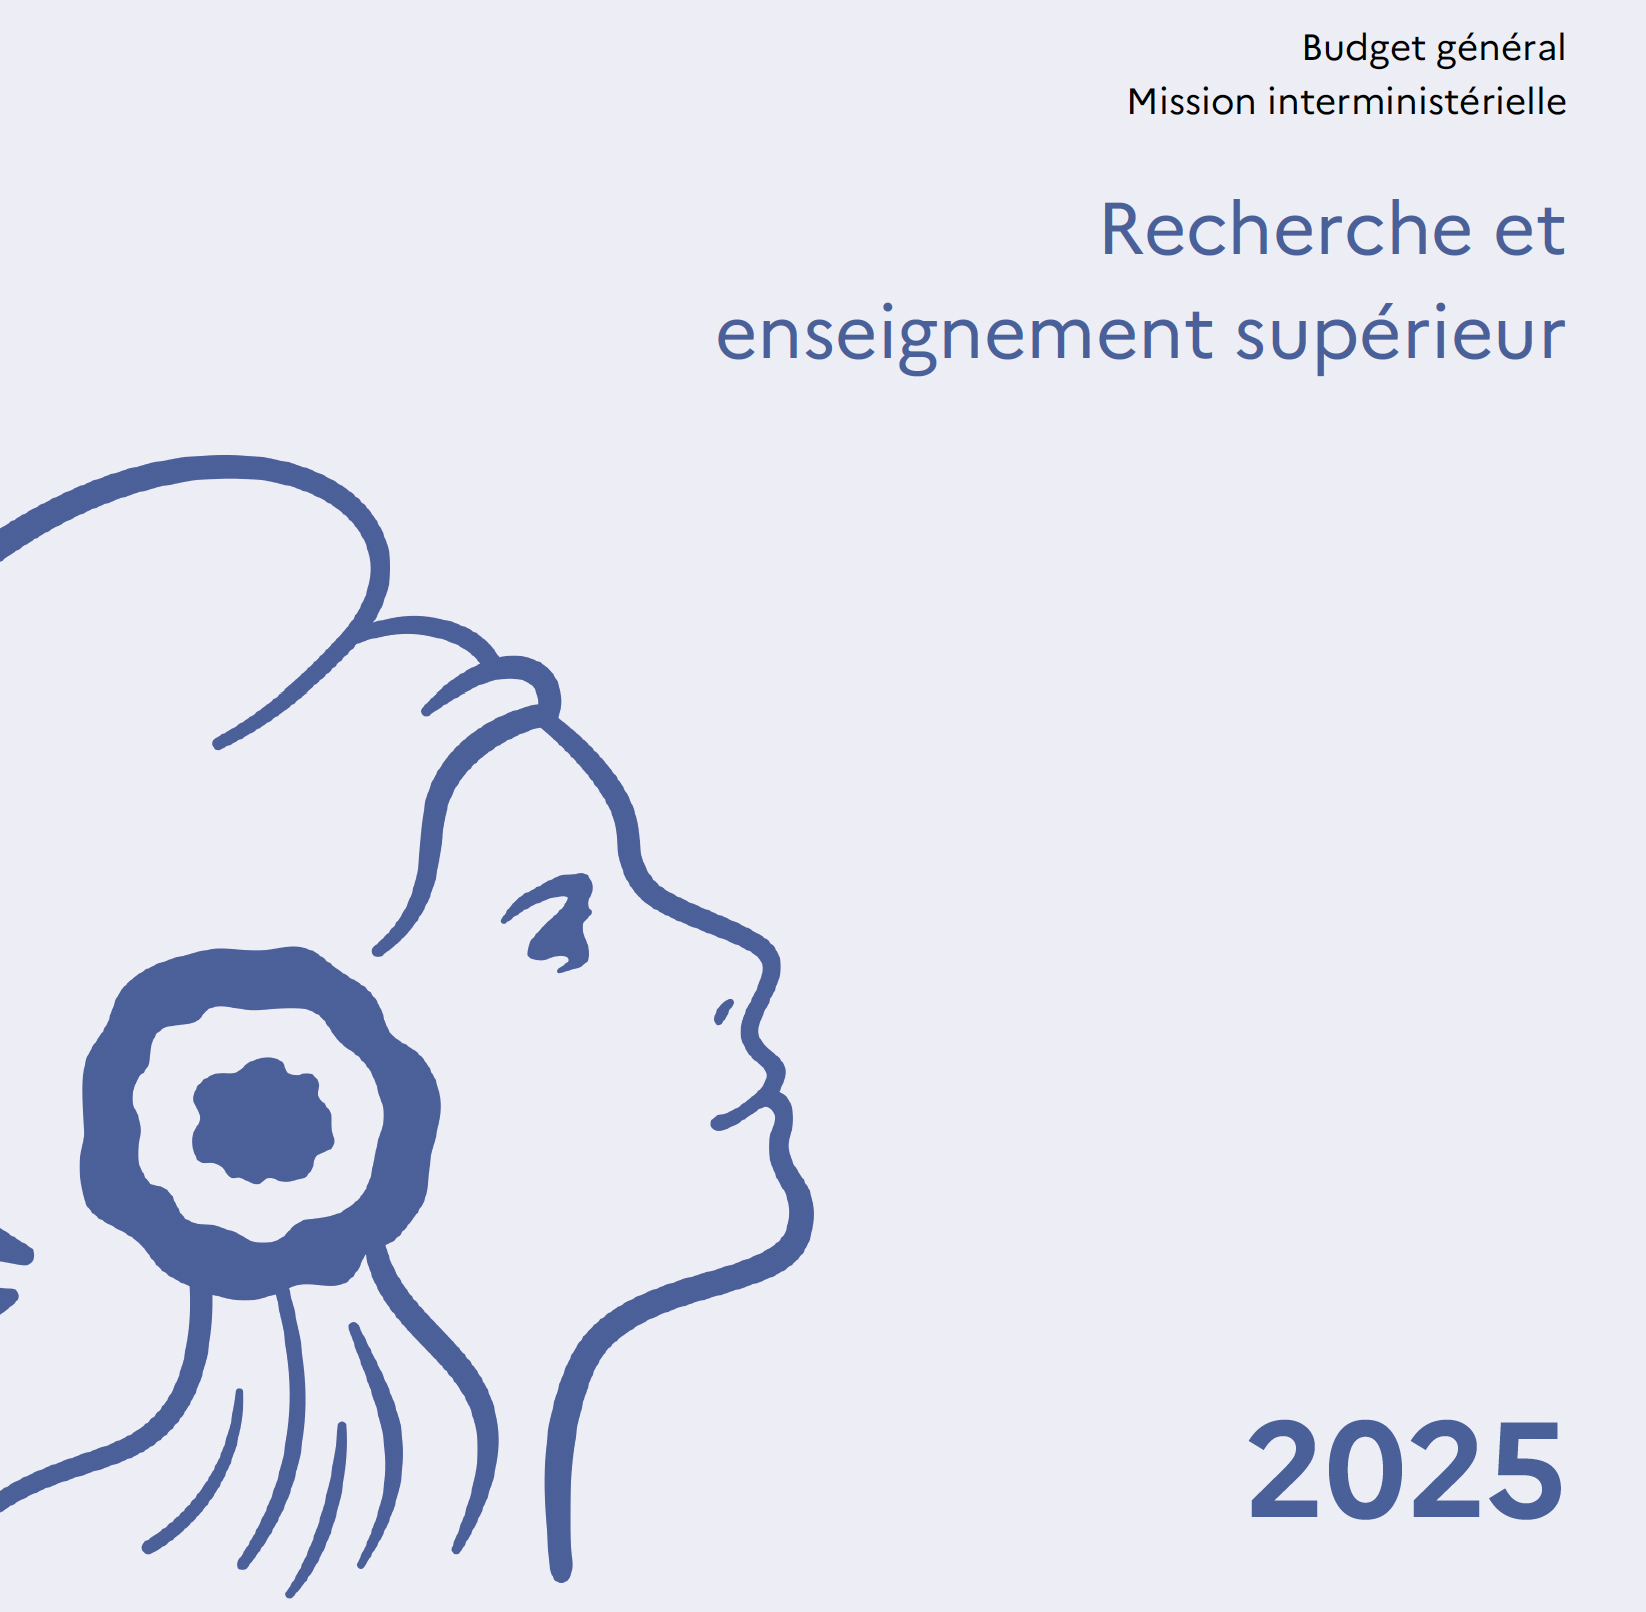 Budget général
Mission interministérielle
Recherche et
enseignement supérieur
2025